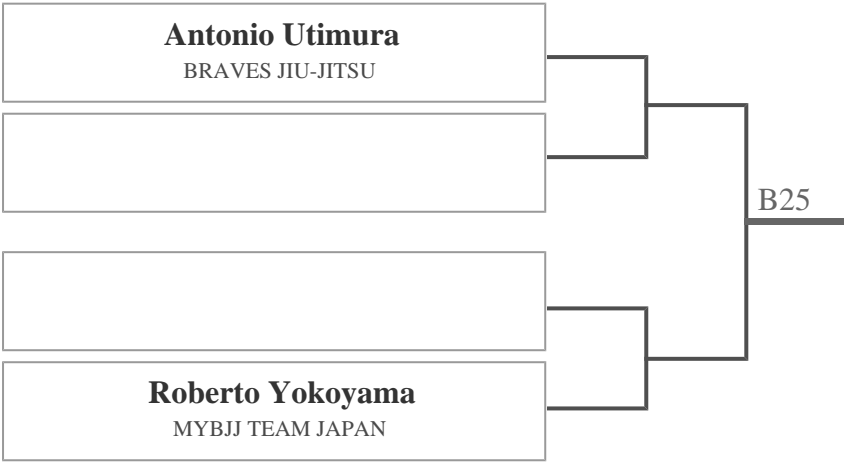 Antonio Utimura
BRAVES JIU-JITSU
B25
Roberto Yokoyama
MYBJJ TEAM JAPAN